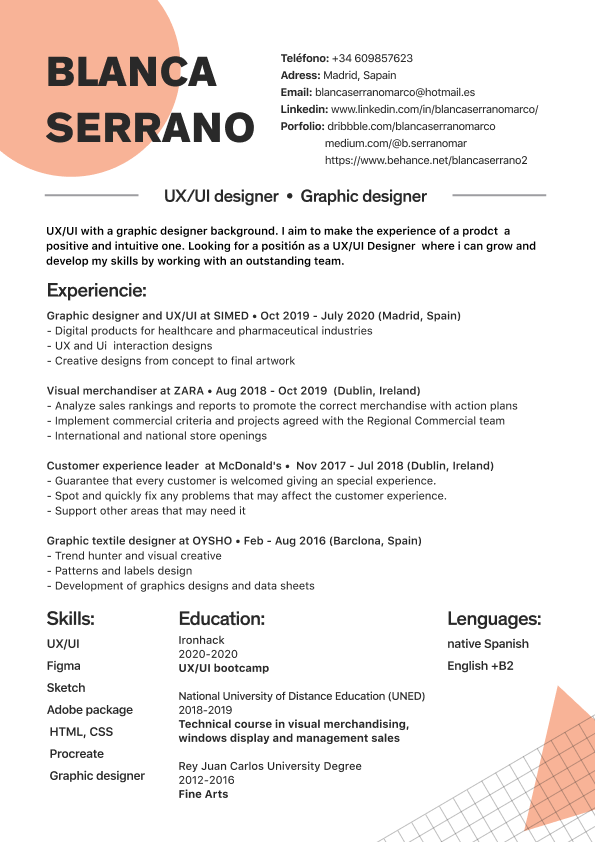 BLANCA
SERRANO
Teléfono: +34 609857623
Adress: Madrid, Sapain
Email: blancaserranomarco@hotmail.es
Linkedin: www.linkedin.com/in/blancaserranomarco/
Porfolio: dribbble.com/blancaserranomarco
medium.com/@b.serranomar
https://www.behance.net/blancaserrano2
UX/UI designer • Graphic designer
UX/UI with a graphic designer background. I aim to make the experience of a prodct a
positive and intuitive one. Looking for a positión as a UX/UI Designer where i can grow and
develop my skills by working with an outstanding team.
Experiencie:
Graphic designer and UX/UI at SIMED • Oct 2019 - July 2020 (Madrid, Spain)
- Digital products for healthcare and pharmaceutical industries
- UX and Ui interaction designs
- Creative designs from concept to final artwork
Visual merchandiser at ZARA • Aug 2018 - Oct 2019 (Dublin, Ireland)
- Analyze sales rankings and reports to promote the correct merchandise with action plans
- Implement commercial criteria and projects agreed with the Regional Commercial team
- International and national store openings
Customer experience leader at McDonald's • Nov 2017 - Jul 2018 (Dublin, Ireland)
- Guarantee that every customer is welcomed giving an special experience.
- Spot and quickly fix any problems that may affect the customer experience.
- Support other areas that may need it
Graphic textile designer at OYSHO • Feb - Aug 2016 (Barclona, Spain)
- Trend hunter and visual creative
- Patterns and labels design
- Development of graphics designs and data sheets
Skills:
UX/UI
Figma
Sketch
Adobe package
HTML, CSS
Procreate
Graphic designer
Education:
Ironhack
2020-2020
UX/UI bootcamp
National University of Distance Education (UNED)
2018-2019
Technical course in visual merchandising,
windows display and management sales
Rey Juan Carlos University Degree
2012-2016
Fine Arts
Lenguages:
native Spanish
English +B2